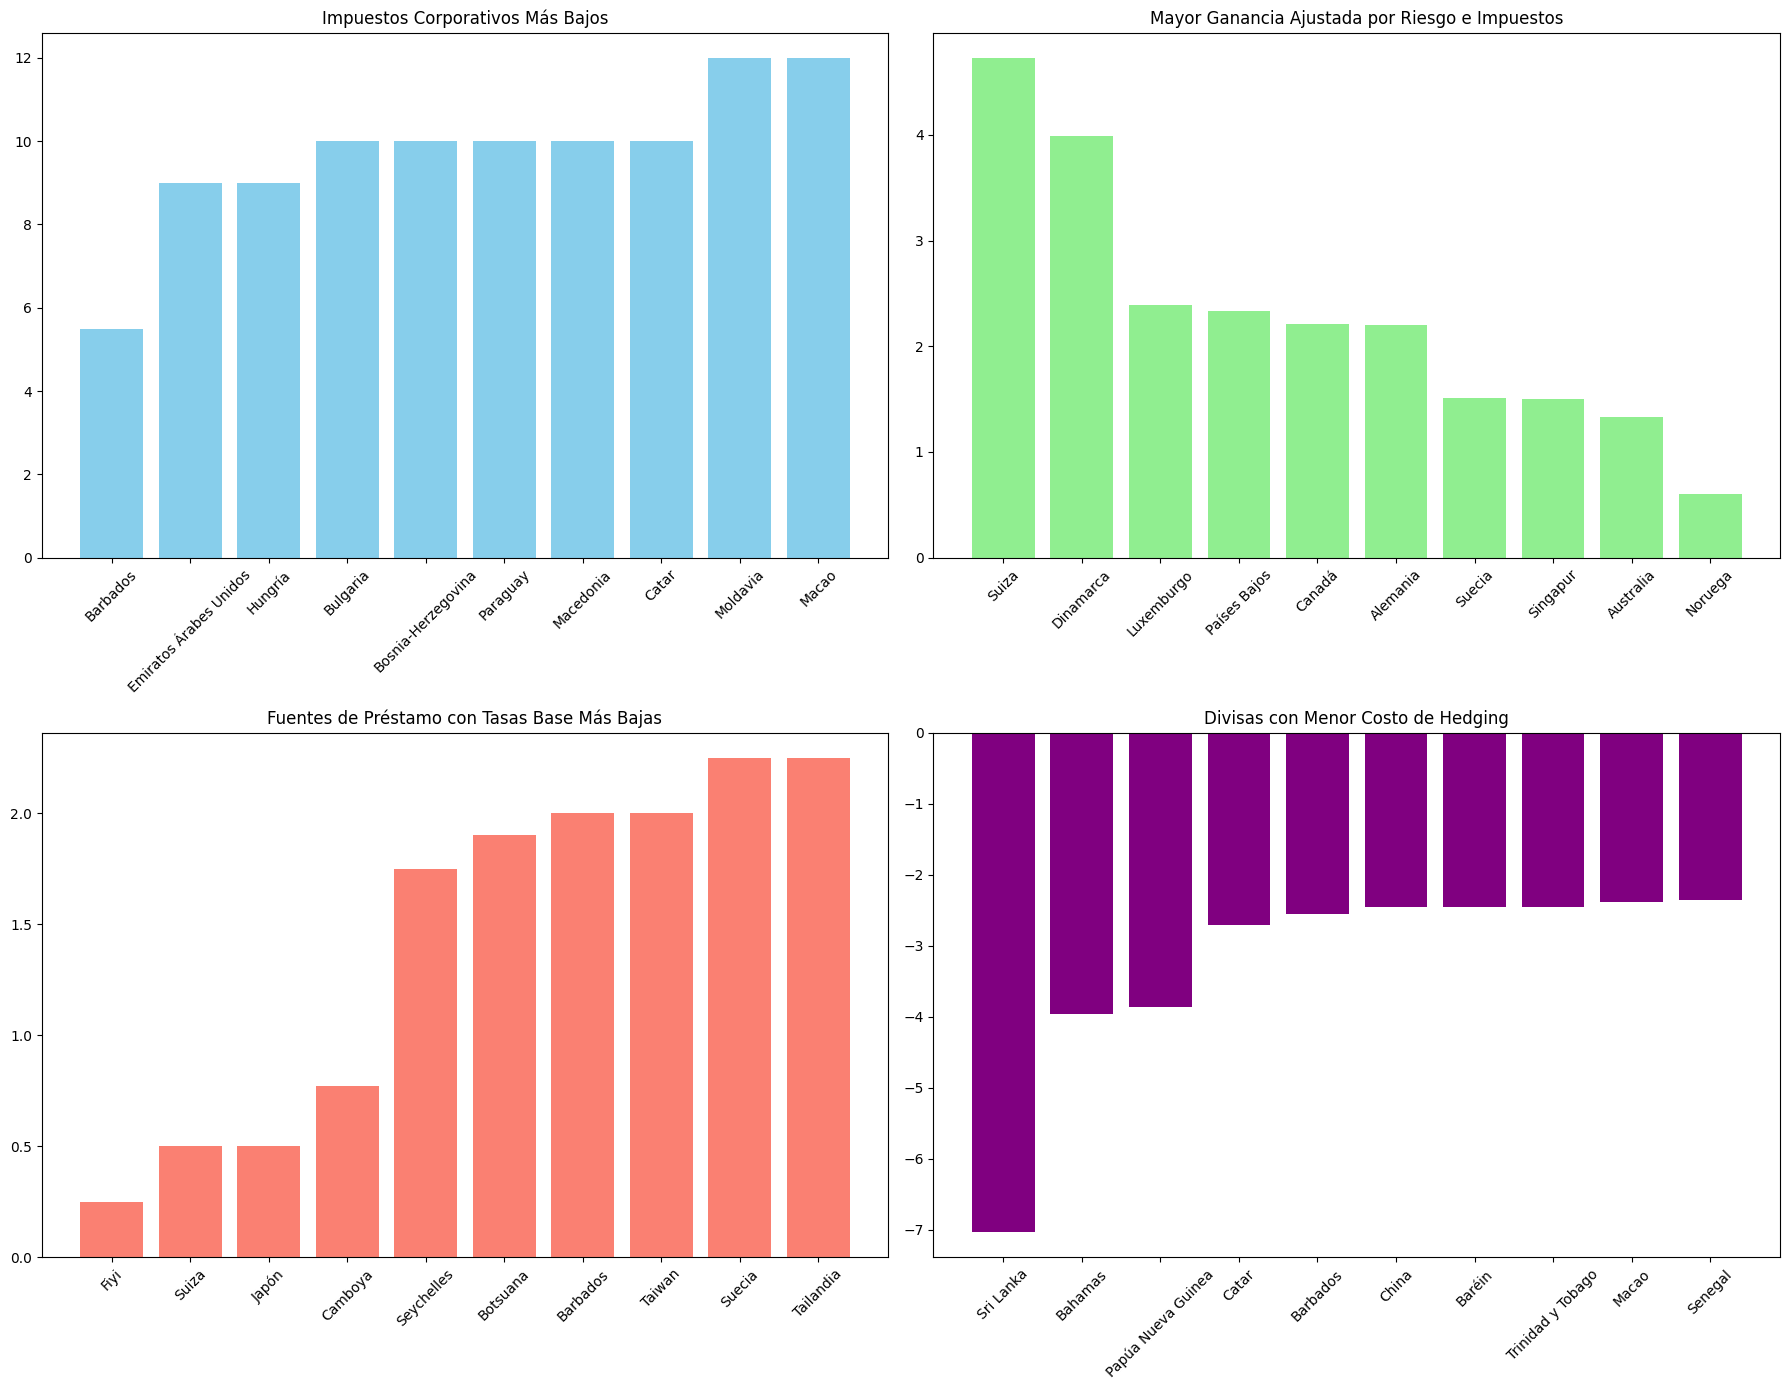 Impuestos Corporativos Más Bajos
12
10
8
6
4
2
0
Barbados
Emiratos Árabes Unidos
Hungría
Bulgaria
Bosnia-Herzegovina
Paraguay
Macedonia
Catar
Moldavia
Macao
Mayor Ganancia Ajustada por Riesgo e Impuestos
4
3
2
1
0
Suiza
Dinamarca
Luxemburgo
Países Bajos
Canadá
Alemania
Suecia
Singapur
Australia
Noruega
Fuentes de Préstamo con Tasas Base Más Bajas
2.0
1.5
1.0
0.5
0.0
Fiyi
Suiza
Japón
Camboya
Seychelles
Botsuana
Barbados
Taiwan
Suecia
Tailandia
Divisas con Menor Costo de Hedging
0
−1
−2
−3
−4
−5
−6
−7
Sri Lanka
Bahamas
Papúa Nueva Guinea
Catar
Barbados
China
Baréin
Trinidad y Tobago
Macao
Senegal